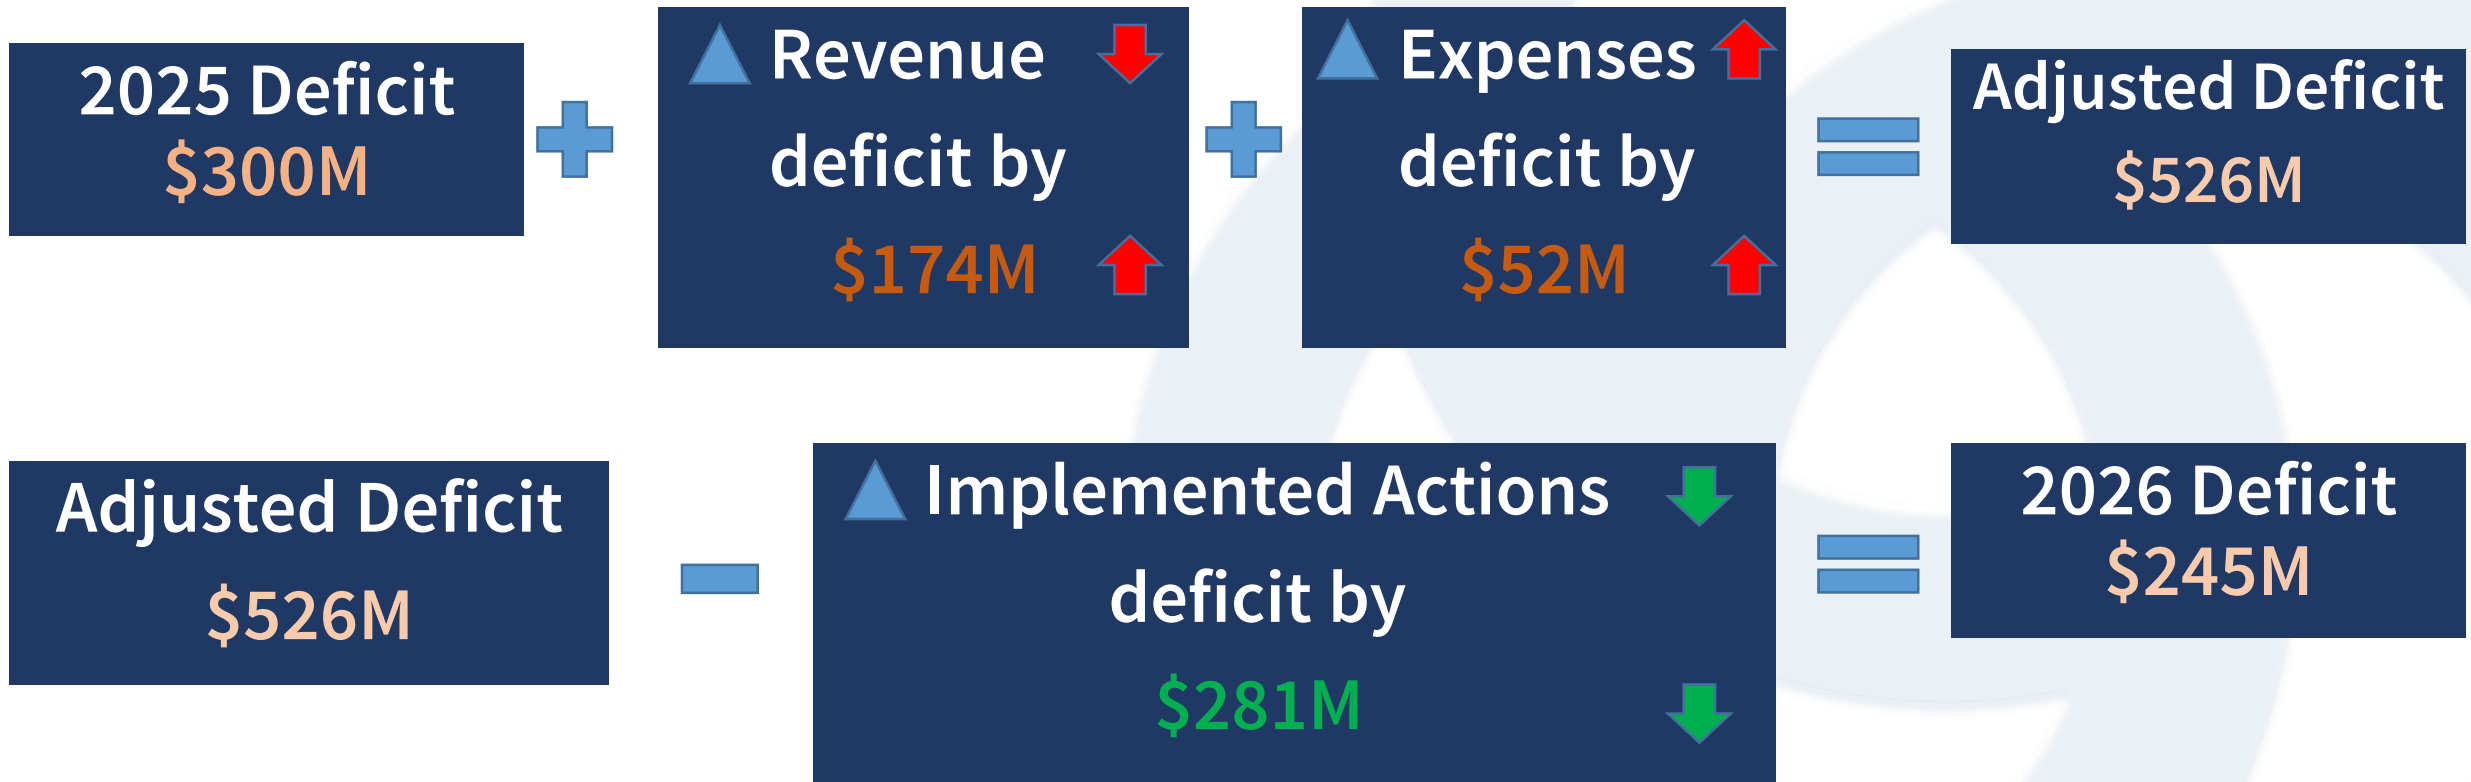 2025 Deficit
$300M
Revenue
deficit by
$174M
Expenses
deficit by
$52M
Adjusted Deficit
$526M
Adjusted Deficit
$526M
Implemented Actions
deficit by
$281M
2026 Deficit
$245M